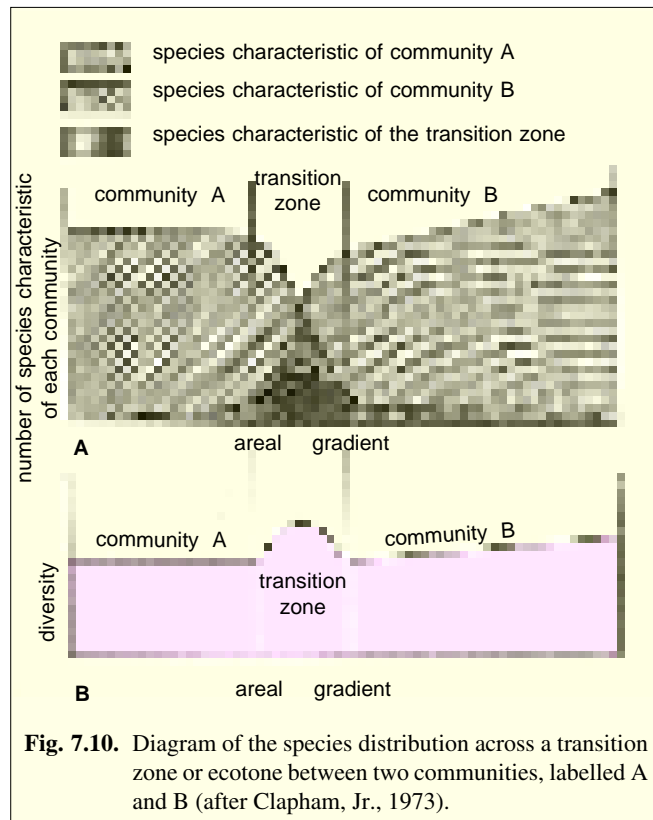 species characteristic of community A
species characteristic of community B
species characteristic of the transition zone
number of species characteristic
of each community
community A
transition
zone
community B
A
areal gradient
diversity
community A
transition
zone
community B
B
areal gradient
Fig. 7.10. Diagram of the species distribution across a transition
zone or ecotone between two communities, labelled A
and B (after Clapham, Jr., 1973).